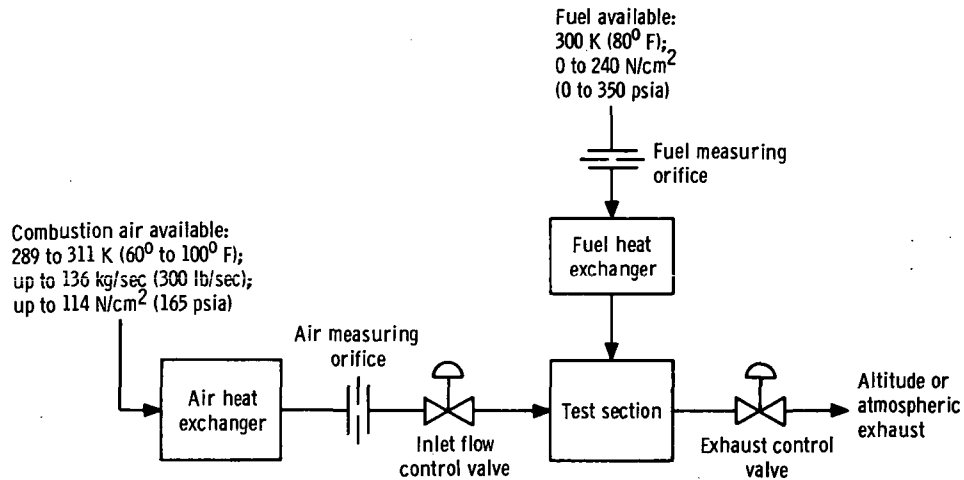 Fuel available:
300 K (80⁰ F);
0 to 240 N/cm²
(0 to 350 psia)
Fuel measuring
orifice
Combustion air available:
289 to 311 K (60⁰ to 100⁰ F);
up to 136 kg/sec (300 lb/sec);
up to 114 N/cm² (165 psia)
Fuel heat
exchanger
Air measuring
orifice
Air heat
exchanger
Inlet flow
control valve
Test section
Exhaust control
valve
Altitude or
atmospheric
exhaust